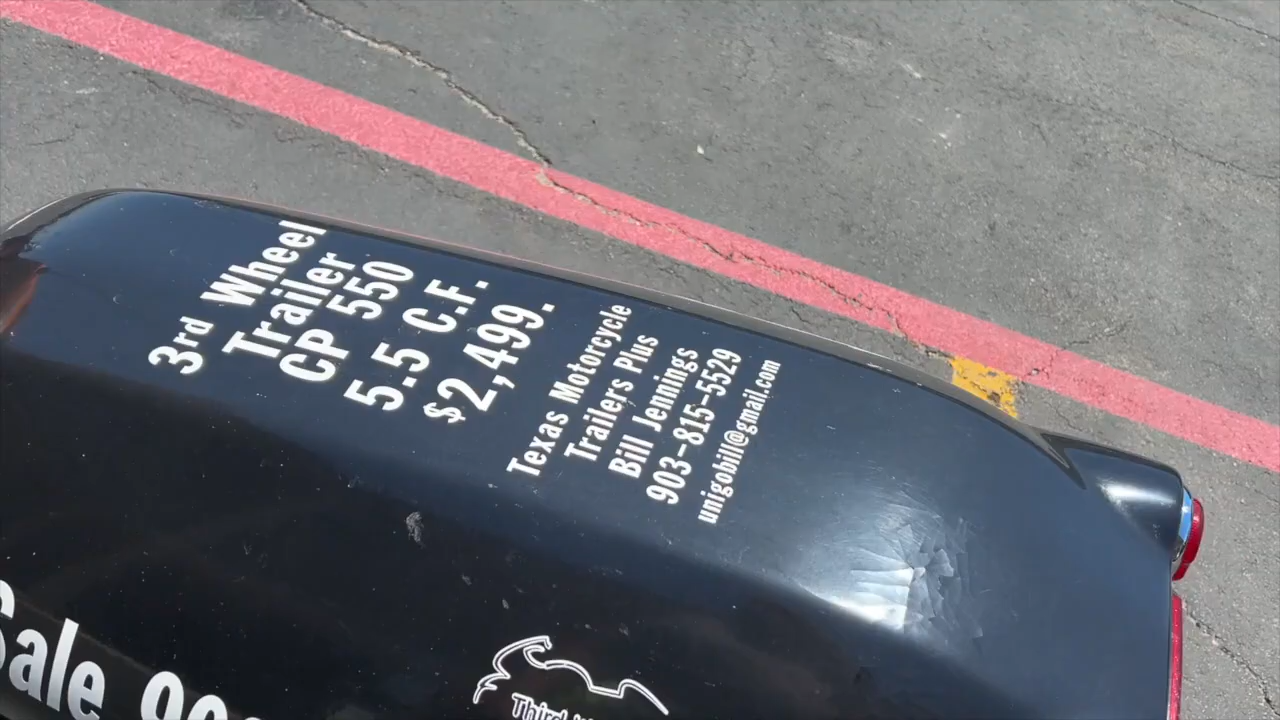 3rd Wheel
Trailer
CP 550
5.5 C.F.
$2,499.
Texas Motorcycle
Trailers Plus
Bill Jennings
903-815-5529
unigobill@gmail.com
Sale
Third